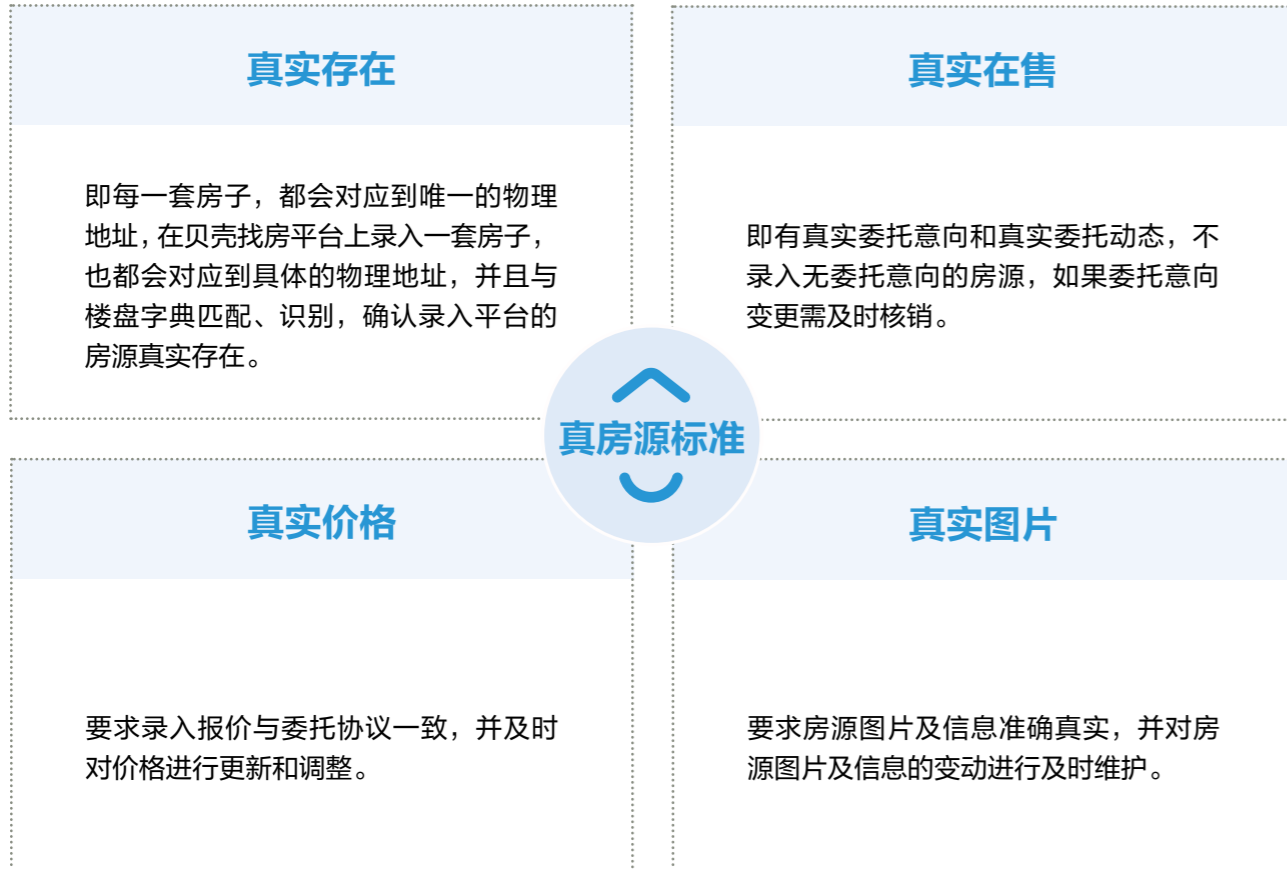 真实存在
即每一套房子，都会对应到唯一的物理
地址，在贝壳找房平台上录入一套房子，
也都会对应到具体的物理地址，并且与
楼盘字典匹配、识别，确认录入平台的
房源真实存在。
真实在售
即有真实委托意向和真实委托动态，不
录入无委托意向的房源，如果委托意向
变更需及时核销。
真房源标准
真实价格
要求录入报价与委托协议一致，并及时
对价格进行更新和调整。
真实图片
要求房源图片及信息准确真实，并对房
源图片及信息的变动进行及时维护。